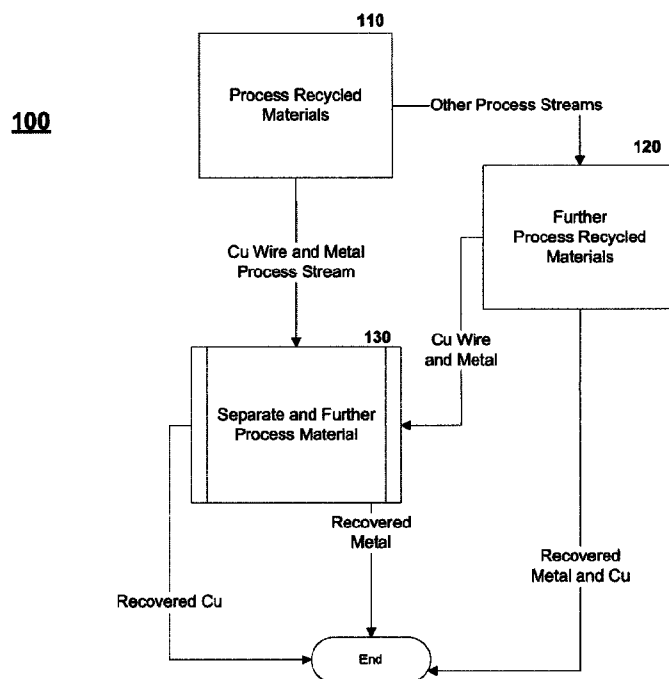 100
110
Process Recycled
Materials
Other Process Streams
120
Further
Process Recycled
Materials
Cu Wire and Metal
Process Stream
Cu Wire
and Metal
130
Separate and Further
Process Material
Recovered
Metal
Recovered
Metal and Cu
Recovered Cu
End